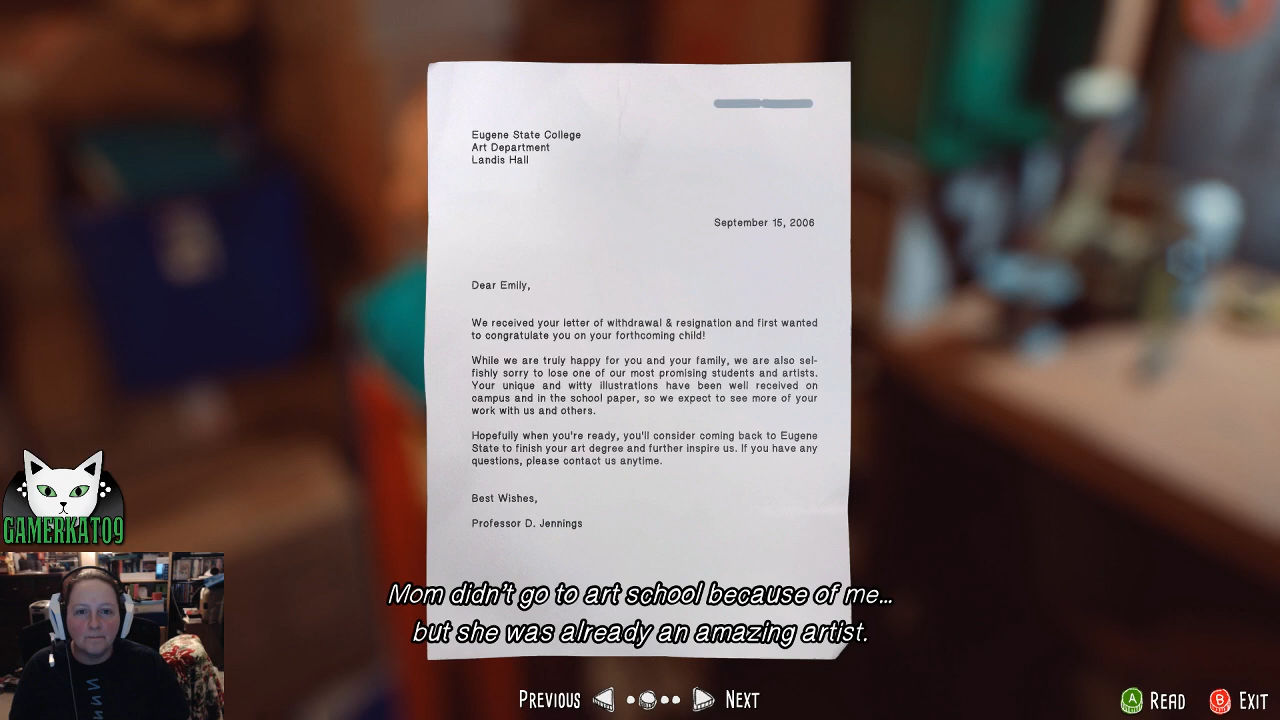 Eugene State College
Art Department
Landis Hall
September 15, 2006
Dear Emily,
We received your letter of withdrawal & resignation and first wanted
to congratulate you on your forthcoming child!
While we are truly happy for you and your family, we are also sel-
fishly sorry to lose one of our most promising students and artists.
Your unique and witty illustrations have been well received on
campus and in the school paper, so we expect to see more of your
work with us and others.
Hopefully when you're ready, you'll consider coming back to Eugene
State to finish your art degree and further inspire us. If you have any
questions, please contact us anytime.
Best Wishes,
Professor D. Jennings
GAMERKAT09
Mom didn't go to art school because of me...
but she was already an amazing artist.
PREVIOUS NEXT A READ B EXIT